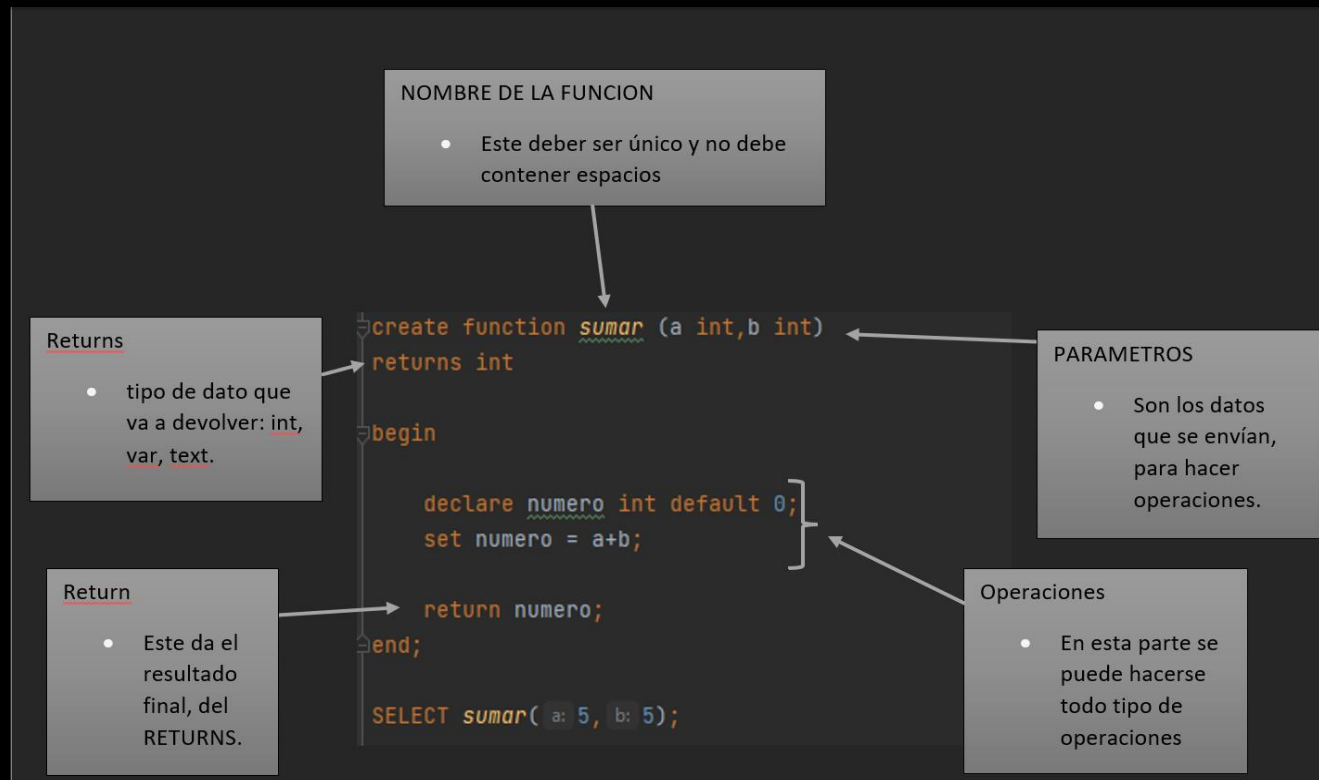 NOMBRE DE LA FUNCION
• Este deber ser único y no debe
contener espacios
Returns
• tipo de dato que
va a devolver: int,
var, text.
create function sumar (a int,b int)
returns int
begin
declare numero int default 0;
set numero = a+b;
return numero;
end;
SELECT sumar( a: 5, b: 5);
PARAMETROS
• Son los datos
que se envían,
para hacer
operaciones.
Return
• Este da el
resultado
final, del
RETURNS.
Operaciones
• En esta parte se
puede hacerse
todo tipo de
operaciones